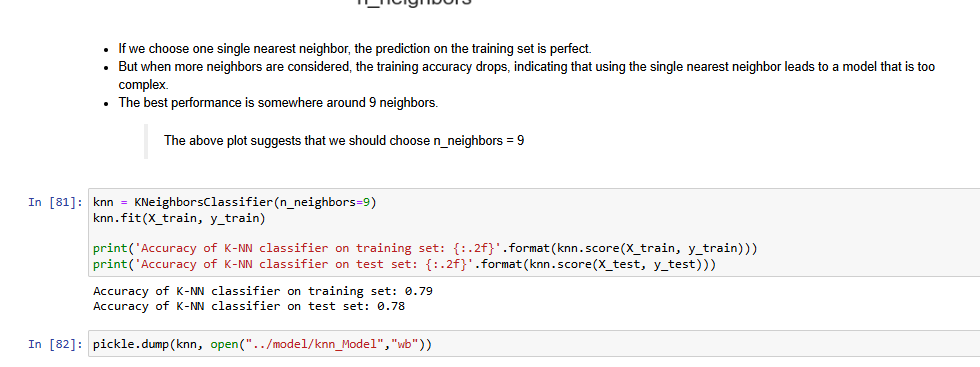 n_neighbors
If we choose one single nearest neighbor, the prediction on the training set is perfect.
But when more neighbors are considered, the training accuracy drops, indicating that using the single nearest neighbor leads to a model that is too
complex.
The best performance is somewhere around 9 neighbors.
The above plot suggests that we should choose n_neighbors = 9
In [81]: knn = KNeighborsClassifier(n_neighbors=9)
knn.fit(X_train, y_train)
print('Accuracy of K-NN classifier on training set: {:.2f}'.format(knn.score(X_train, y_train)))
print('Accuracy of K-NN classifier on test set: {:.2f}'.format(knn.score(X_test, y_test)))
Accuracy of K-NN classifier on training set: 0.79
Accuracy of K-NN classifier on test set: 0.78
In [82]: pickle.dump(knn, open("../model/knn_Model","wb"))